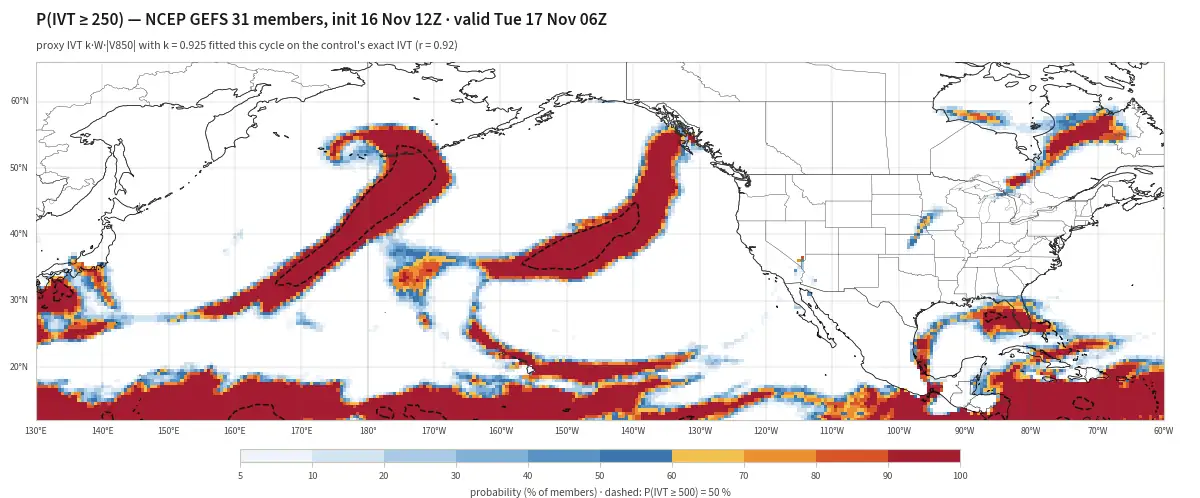 P(IVT ≥ 250) — NCEP GEFS 31 members, init 16 Nov 12Z · valid Tue 17 Nov 06Z
proxy IVT k·W·|V850| with k = 0.925 fitted this cycle on the control's exact IVT (r = 0.92)
60°N
50°N
40°N
30°N
20°N
130°E 140°E 150°E 160°E 170°E 180° 170°W 160°W 150°W 140°W 130°W 120°W 110°W 100°W 90°W 80°W 70°W 60°W
5 10 20 30 40 50 60 70 80 90 100
probability (% of members) · dashed: P(IVT ≥ 500) = 50 %